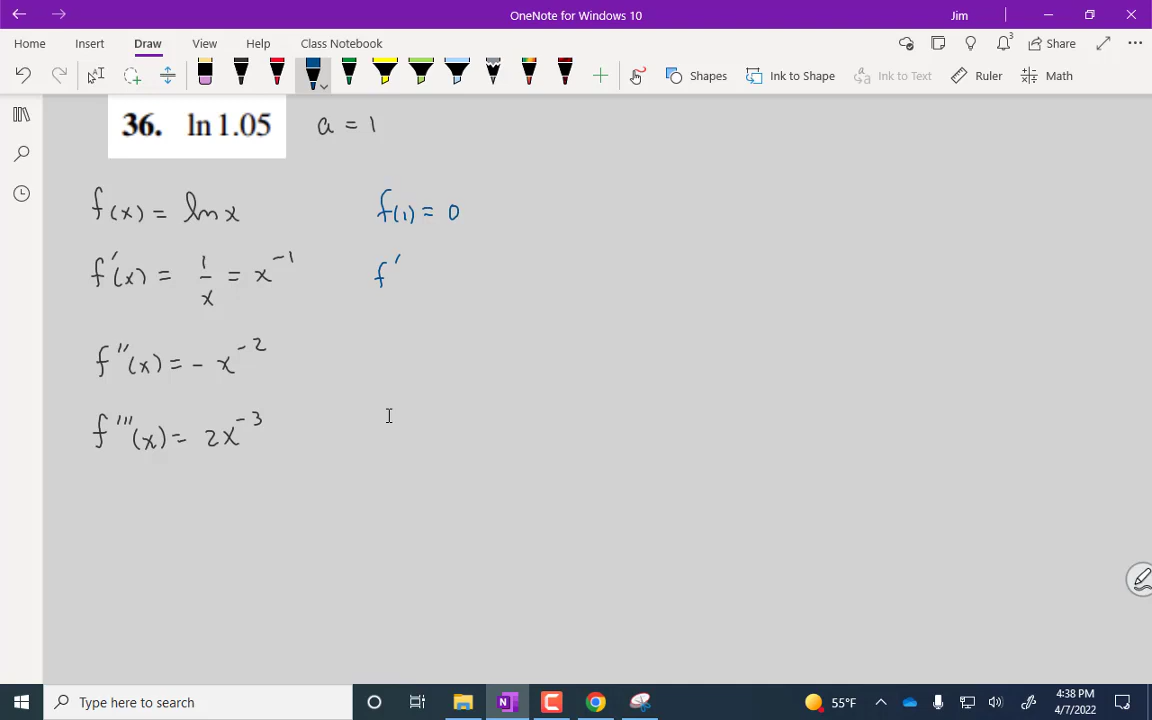 OneNote for Windows 10
Jim
Home Insert Draw View Help Class Notebook
Share
Shapes Ink to Shape Ink to Text Ruler Math
36. ln 1.05 a = 1
f(x) = ln x f(1) = 0
f'(x) = 1/x = x^-1 f'
f''(x) = - x^-2
f'''(x) = 2x^-3
Type here to search
55°F
4:38 PM
4/7/2022